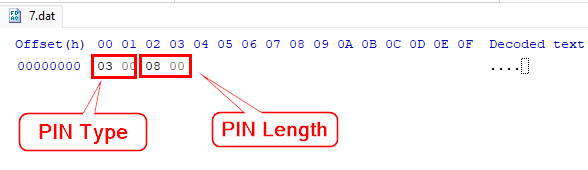 7.dat
Offset(h) 00 01 02 03 04 05 06 07 08 09 0A 0B 0C 0D 0E 0F Decoded text
00000000 03 00 08 00 ....
PIN Type
PIN Length